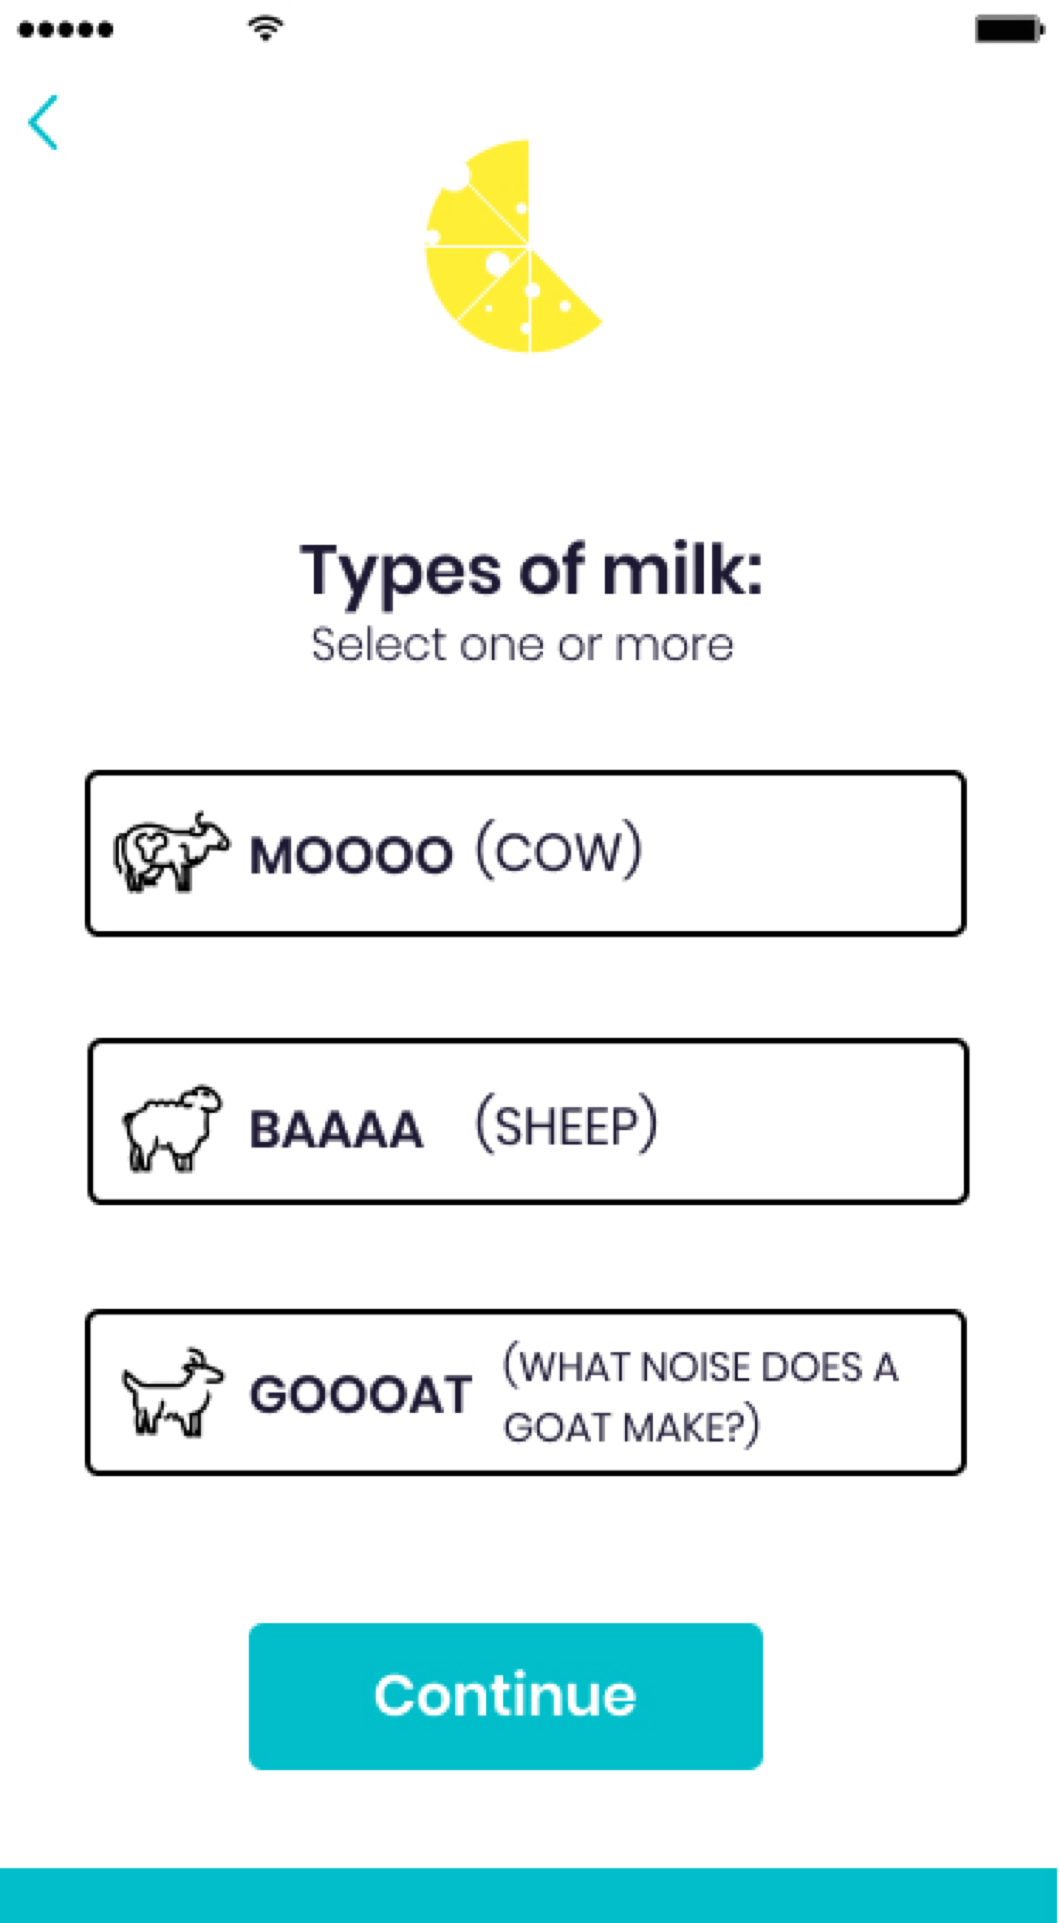 Types of milk:
Select one or more
MOOOO (COW)
BAAAA (SHEEP)
GOOOAT (WHAT NOISE DOES A
GOAT MAKE?)
Continue